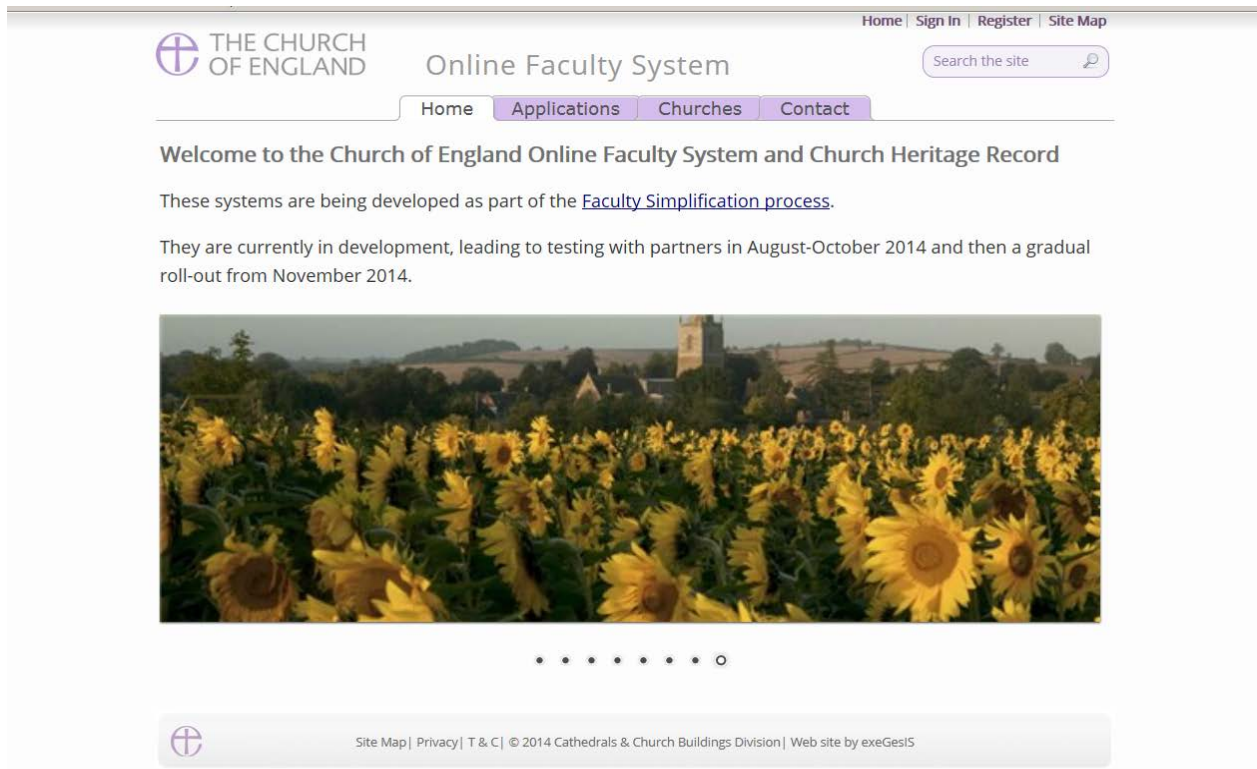 Home | Sign In | Register | Site Map
THE CHURCH
OF ENGLAND
Online Faculty System
Search the site
Home Applications Churches Contact
Welcome to the Church of England Online Faculty System and Church Heritage Record
These systems are being developed as part of the Faculty Simplification process.
They are currently in development, leading to testing with partners in August-October 2014 and then a gradual
roll-out from November 2014.
Site Map| Privacy| T & C| © 2014 Cathedrals & Church Buildings Division| Web site by exeGesIS